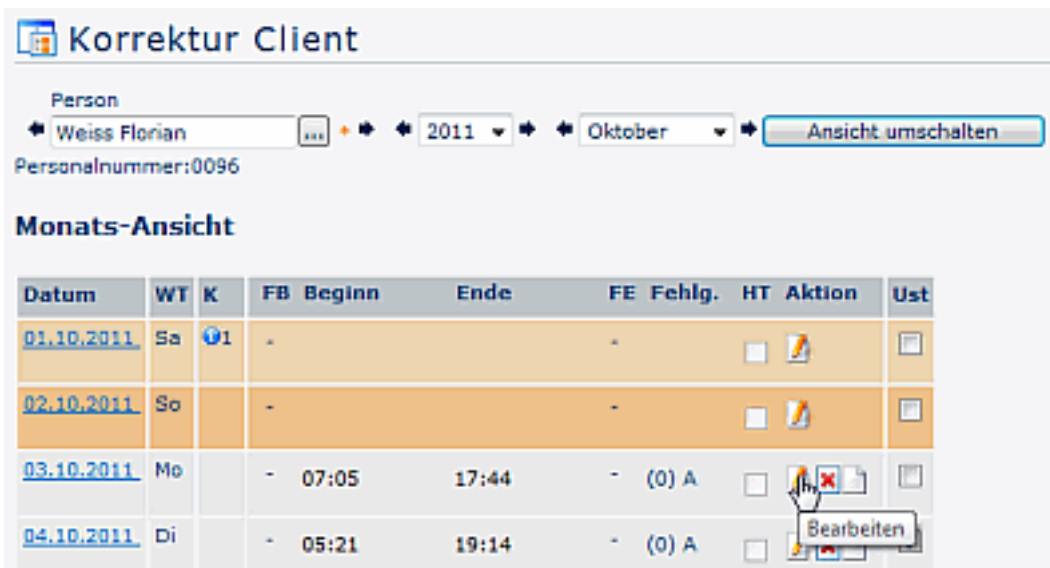 Korrektur Client
Person
Weiss Florian ... 2011 Oktober Ansicht umschalten
Personalnummer:0096
Monats-Ansicht
Datum WT K FB Beginn Ende FE Fehlg. HT Aktion Ust
01.10.2011 Sa 1 - -
02.10.2011 So - -
03.10.2011 Mo - 07:05 17:44 - (0) A
Bearbeiten
04.10.2011 Di - 05:21 19:14 - (0) A